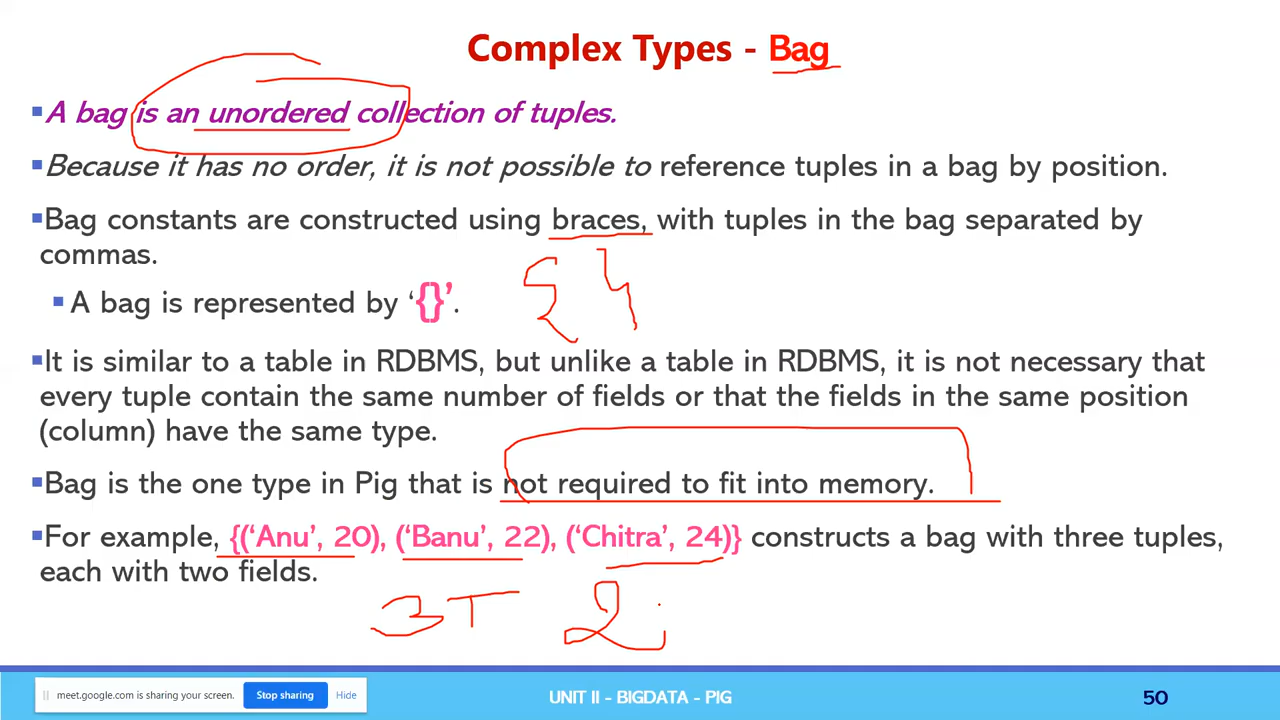 Complex Types - Bag
▪A bag is an unordered collection of tuples.
▪Because it has no order, it is not possible to reference tuples in a bag by position.
▪Bag constants are constructed using braces, with tuples in the bag separated by
commas.
▪ A bag is represented by ‘{}’.
▪It is similar to a table in RDBMS, but unlike a table in RDBMS, it is not necessary that
every tuple contain the same number of fields or that the fields in the same position
(column) have the same type.
▪Bag is the one type in Pig that is not required to fit into memory.
▪For example, {(‘Anu’, 20), (‘Banu’, 22), (‘Chitra’, 24)} constructs a bag with three tuples,
each with two fields.
3T 2
meet.google.com is sharing your screen. Stop sharing Hide
UNIT II - BIGDATA - PIG
50